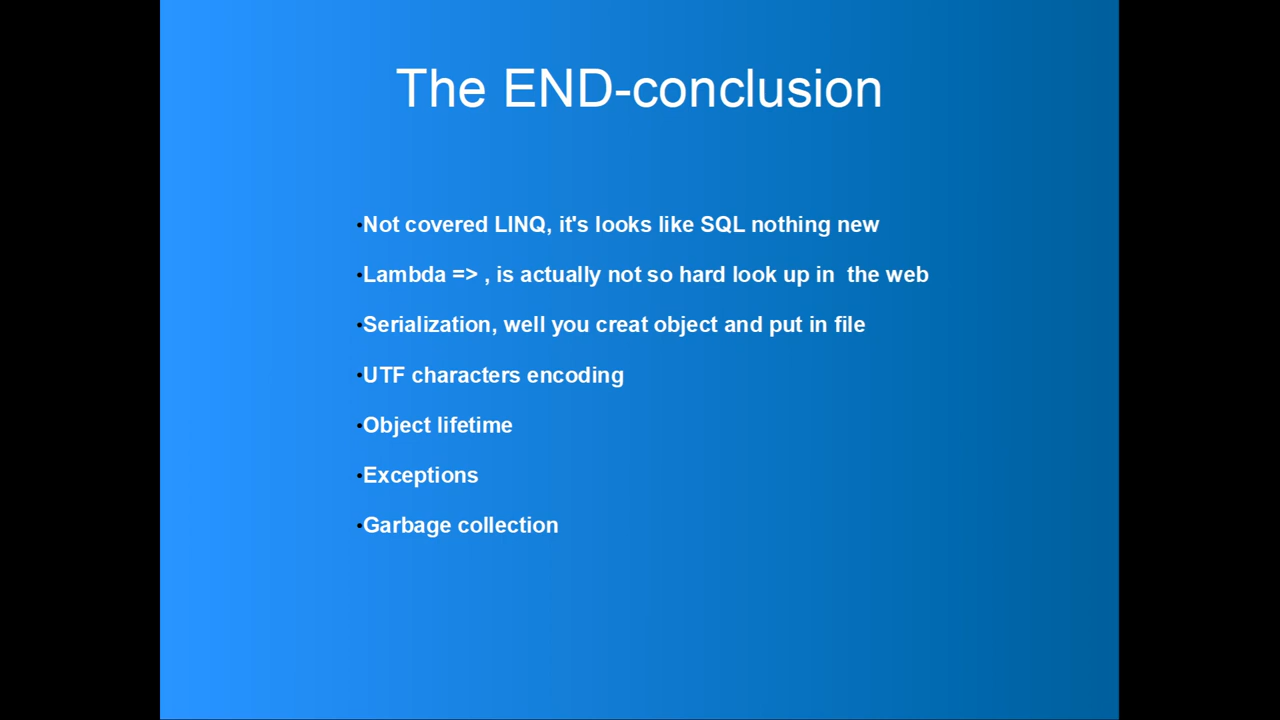 The END-conclusion
•Not covered LINQ, it's looks like SQL nothing new
•Lambda => , is actually not so hard look up in  the web
•Serialization, well you creat object and put in file
•UTF characters encoding
•Object lifetime
•Exceptions
•Garbage collection